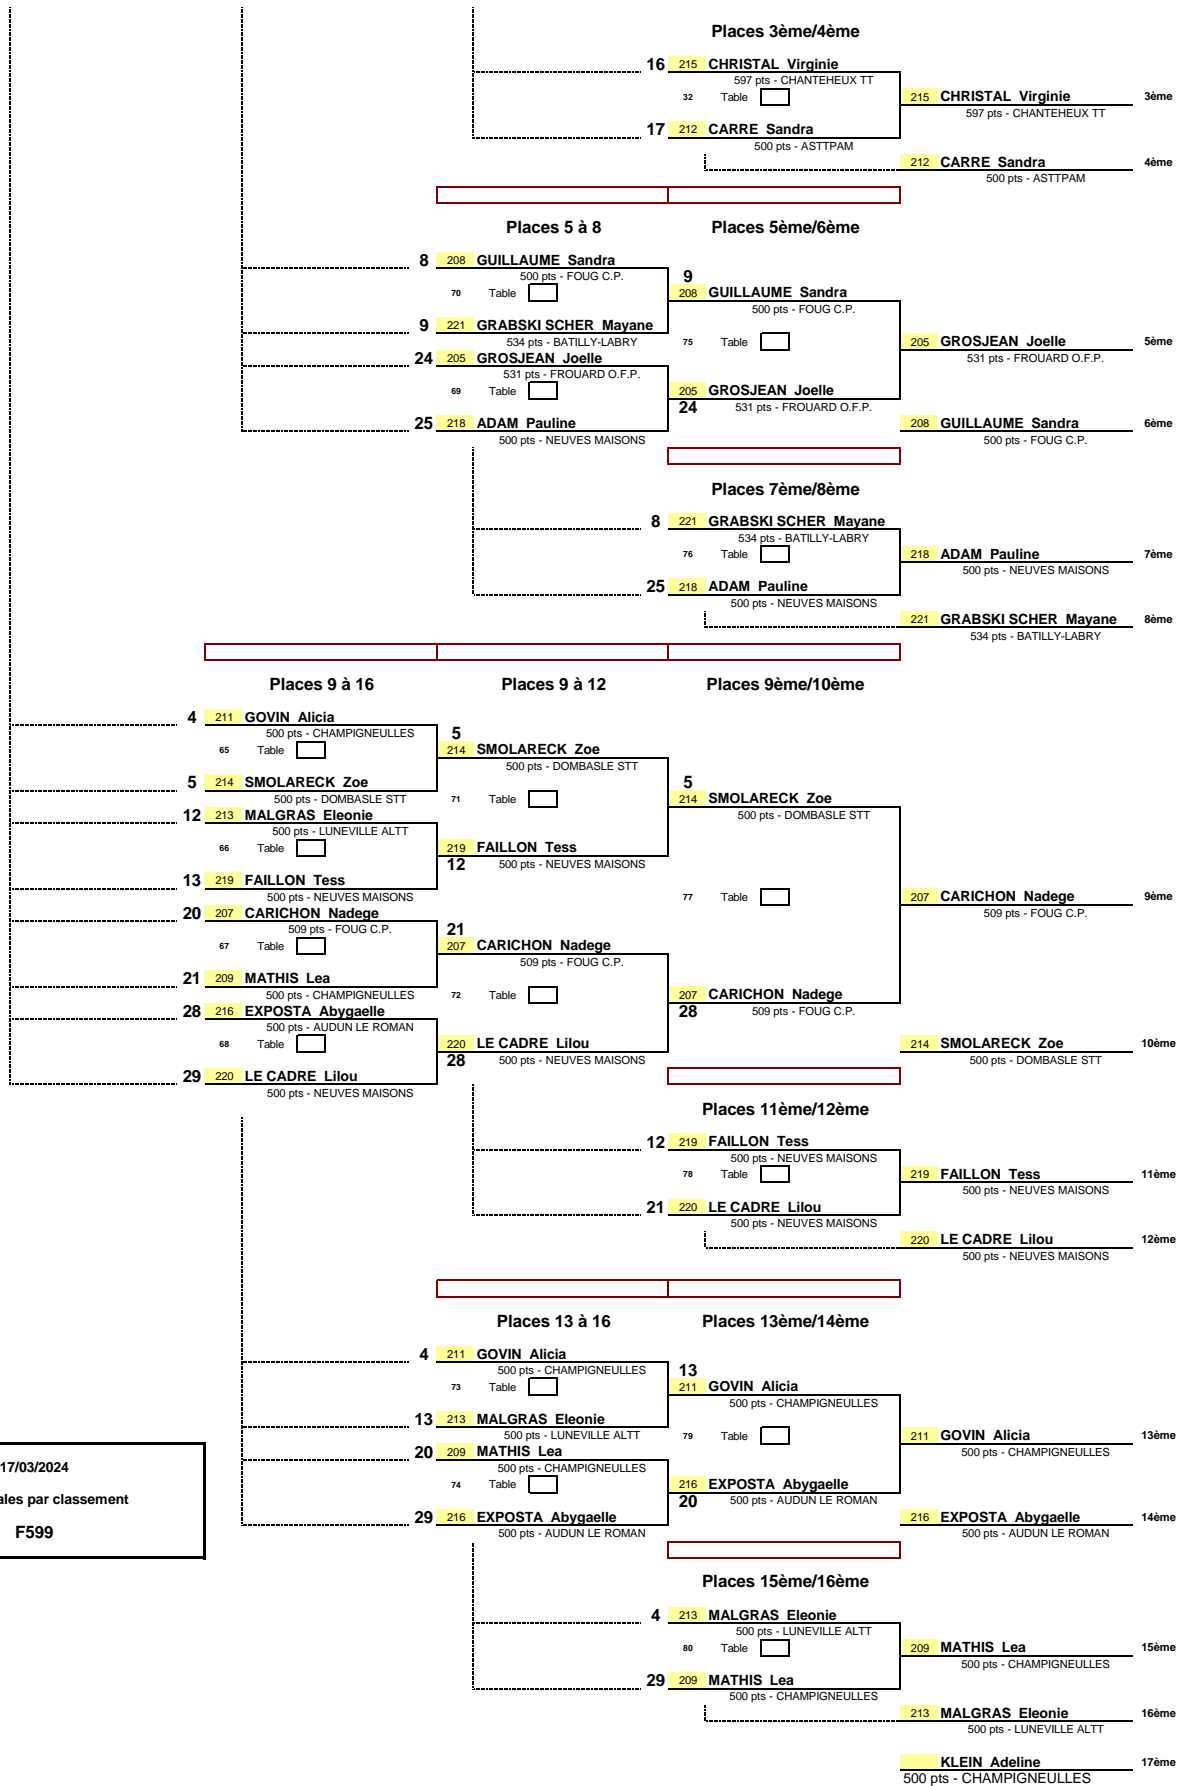 Places 3ème/4ème
16 215 CHRISTAL Virginie
597 pts - CHANTEHEUX TT
32 Table
215 CHRISTAL Virginie 3ème
597 pts - CHANTEHEUX TT
17 212 CARRE Sandra
500 pts - ASTTPAM
212 CARRE Sandra 4ème
500 pts - ASTTPAM
Places 5 à 8 Places 5ème/6ème
8 208 GUILLAUME Sandra
500 pts - FOUG C.P.
9
70 Table
208 GUILLAUME Sandra
500 pts - FOUG C.P.
9 221 GRABSKI SCHER Mayane
534 pts - BATILLY-LABRY
75 Table
205 GROSJEAN Joelle 5ème
531 pts - FROUARD O.F.P.
24 205 GROSJEAN Joelle
531 pts - FROUARD O.F.P.
69 Table
205 GROSJEAN Joelle
24 531 pts - FROUARD O.F.P.
25 218 ADAM Pauline
500 pts - NEUVES MAISONS
208 GUILLAUME Sandra 6ème
500 pts - FOUG C.P.
Places 7ème/8ème
8 221 GRABSKI SCHER Mayane
534 pts - BATILLY-LABRY
76 Table
218 ADAM Pauline 7ème
500 pts - NEUVES MAISONS
25 218 ADAM Pauline
500 pts - NEUVES MAISONS
221 GRABSKI SCHER Mayane 8ème
534 pts - BATILLY-LABRY
Places 9 à 16 Places 9 à 12 Places 9ème/10ème
4 211 GOVIN Alicia
500 pts - CHAMPIGNEULLES
5
65 Table
214 SMOLARECK Zoe
500 pts - DOMBASLE STT
5 214 SMOLARECK Zoe
500 pts - DOMBASLE STT
5
71 Table
214 SMOLARECK Zoe
500 pts - DOMBASLE STT
12 213 MALGRAS Eleonie
500 pts - LUNEVILLE ALTT
66 Table
219 FAILLON Tess
12 500 pts - NEUVES MAISONS
13 219 FAILLON Tess
500 pts - NEUVES MAISONS
77 Table
207 CARICHON Nadege 9ème
509 pts - FOUG C.P.
20 207 CARICHON Nadege
509 pts - FOUG C.P.
21
67 Table
207 CARICHON Nadege
509 pts - FOUG C.P.
21 209 MATHIS Lea
500 pts - CHAMPIGNEULLES
72 Table
207 CARICHON Nadege
28 509 pts - FOUG C.P.
28 216 EXPOSTA Abygaelle
500 pts - AUDUN LE ROMAN
68 Table
220 LE CADRE Lilou
28 500 pts - NEUVES MAISONS
214 SMOLARECK Zoe 10ème
500 pts - DOMBASLE STT
29 220 LE CADRE Lilou
500 pts - NEUVES MAISONS
Places 11ème/12ème
12 219 FAILLON Tess
500 pts - NEUVES MAISONS
78 Table
219 FAILLON Tess 11ème
500 pts - NEUVES MAISONS
21 220 LE CADRE Lilou
500 pts - NEUVES MAISONS
220 LE CADRE Lilou 12ème
500 pts - NEUVES MAISONS
Places 13 à 16 Places 13ème/14ème
4 211 GOVIN Alicia
500 pts - CHAMPIGNEULLES
13
73 Table
211 GOVIN Alicia
500 pts - CHAMPIGNEULLES
13 213 MALGRAS Eleonie
500 pts - LUNEVILLE ALTT
79 Table
211 GOVIN Alicia 13ème
500 pts - CHAMPIGNEULLES
20 209 MATHIS Lea
500 pts - CHAMPIGNEULLES
74 Table
216 EXPOSTA Abygaelle
20 500 pts - AUDUN LE ROMAN
29 216 EXPOSTA Abygaelle
500 pts - AUDUN LE ROMAN
216 EXPOSTA Abygaelle 14ème
500 pts - AUDUN LE ROMAN
17/03/2024
ales par classement
F599
Places 15ème/16ème
4 213 MALGRAS Eleonie
500 pts - LUNEVILLE ALTT
80 Table
209 MATHIS Lea 15ème
500 pts - CHAMPIGNEULLES
29 209 MATHIS Lea
500 pts - CHAMPIGNEULLES
213 MALGRAS Eleonie 16ème
500 pts - LUNEVILLE ALTT
KLEIN Adeline 17ème
500 pts - CHAMPIGNEULLES